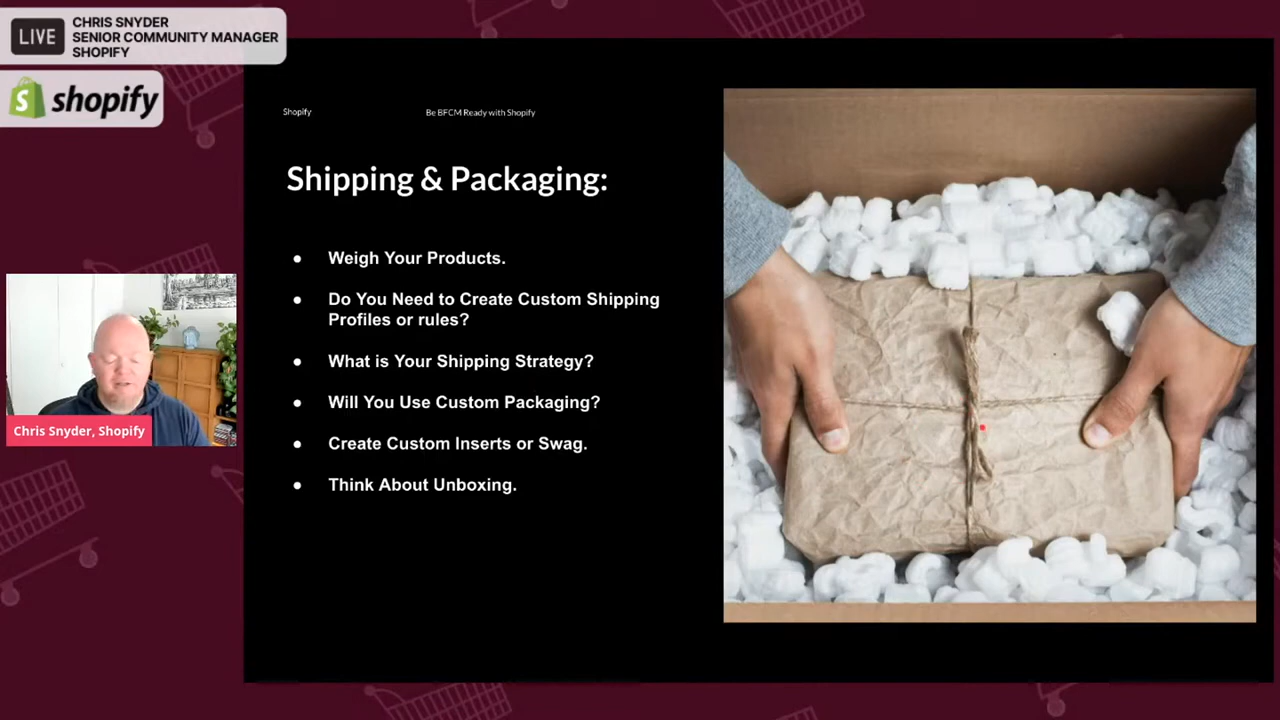 LIVE
CHRIS SNYDER
SENIOR COMMUNITY MANAGER
SHOPIFY
shopify
Shopify
Be BFCM Ready with Shopify
Shipping & Packaging:
● Weigh Your Products.
● Do You Need to Create Custom Shipping
Profiles or rules?
● What is Your Shipping Strategy?
● Will You Use Custom Packaging?
● Create Custom Inserts or Swag.
● Think About Unboxing.
Chris Snyder, Shopify